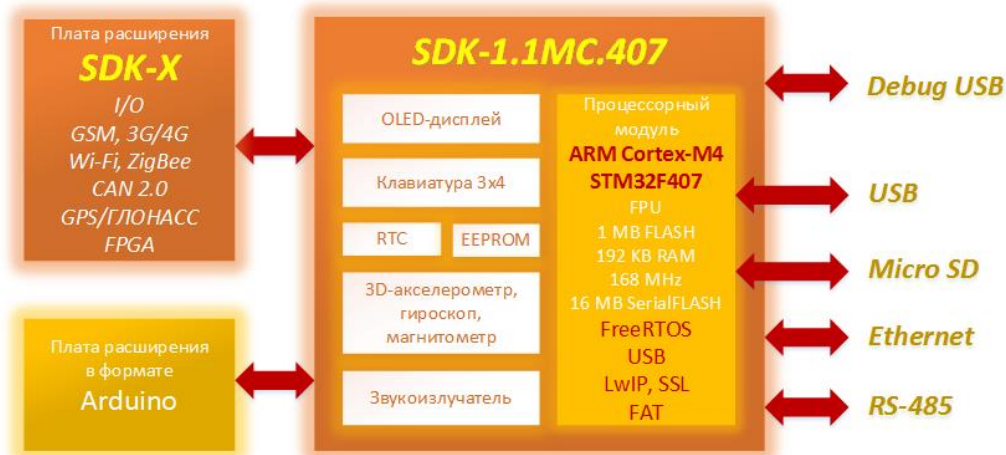 Плата расширения
SDK-X
I/O
GSM, 3G/4G
Wi-Fi, ZigBee
CAN 2.0
GPS/ГЛОНАСС
FPGA
Плата расширения
в формате
Arduino
SDK-1.1MC.407
OLED-дисплей
Клавиатура 3x4
RTC
EEPROM
3D-акселерометр,
гироскоп,
магнитометр
Звукоизлучатель
Процессорный
модуль
ARM Cortex-M4
STM32F407
FPU
1 MB FLASH
192 KB RAM
168 MHz
16 MB SerialFLASH
FreeRTOS
USB
LwIP, SSL
FAT
Debug USB
USB
Micro SD
Ethernet
RS-485